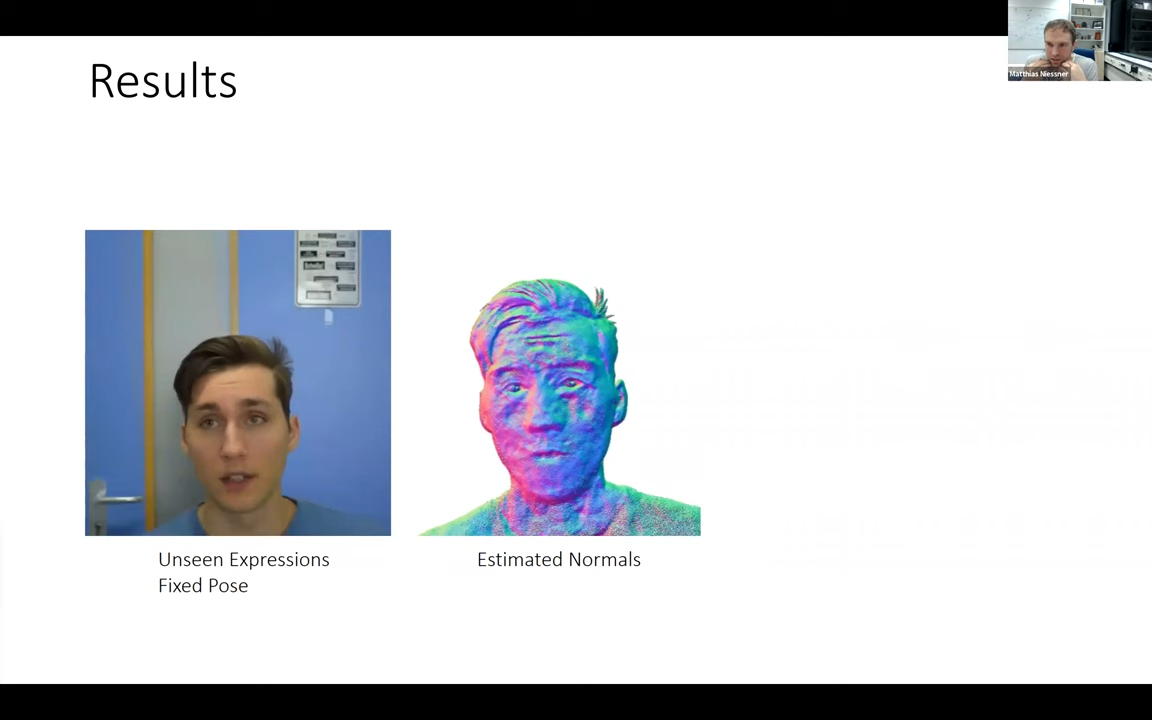 Results
Matthias Niessner
Unseen Expressions
Fixed Pose
Estimated Normals